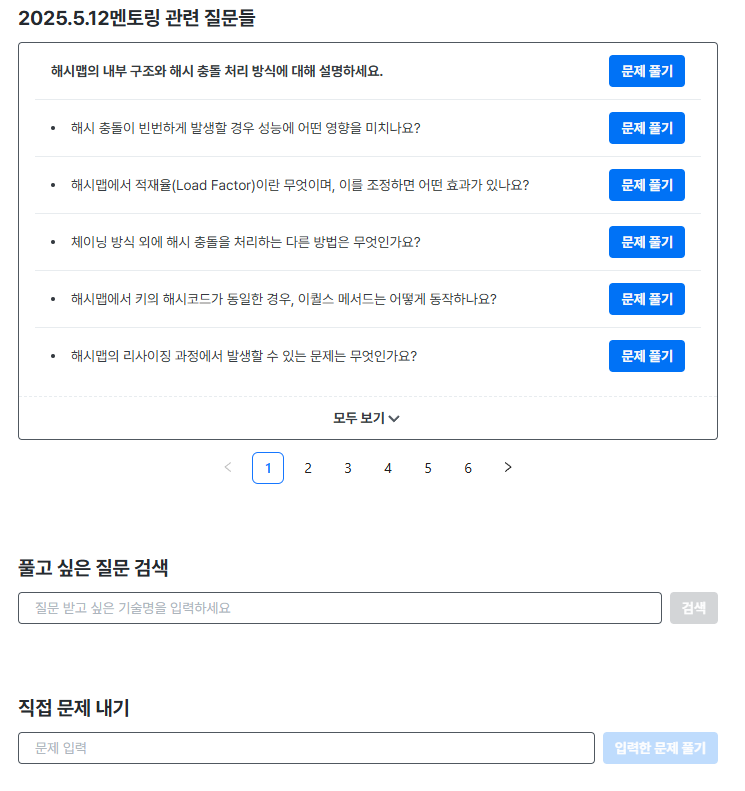 2025.5.12멘토링 관련 질문들
해시맵의 내부 구조와 해시 충돌 처리 방식에 대해 설명하세요. 문제 풀기
• 해시 충돌이 빈번하게 발생할 경우 성능에 어떤 영향을 미치나요? 문제 풀기
• 해시맵에서 적재율(Load Factor)이란 무엇이며, 이를 조정하면 어떤 효과가 있나요? 문제 풀기
• 체이닝 방식 외에 해시 충돌을 처리하는 다른 방법은 무엇인가요? 문제 풀기
• 해시맵에서 키의 해시코드가 동일한 경우, 이퀄스 메서드는 어떻게 동작하나요? 문제 풀기
• 해시맵의 리사이징 과정에서 발생할 수 있는 문제는 무엇인가요? 문제 풀기
모두 보기
1 2 3 4 5 6
풀고 싶은 질문 검색
질문 받고 싶은 기술명을 입력하세요 검색
직접 문제 내기
문제 입력 입력한 문제 풀기